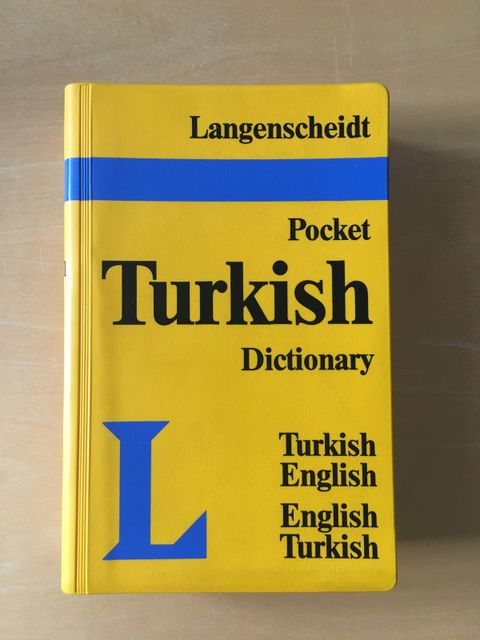 Langenscheidt
Pocket
Turkish
Dictionary
L
Turkish
English
English
Turkish